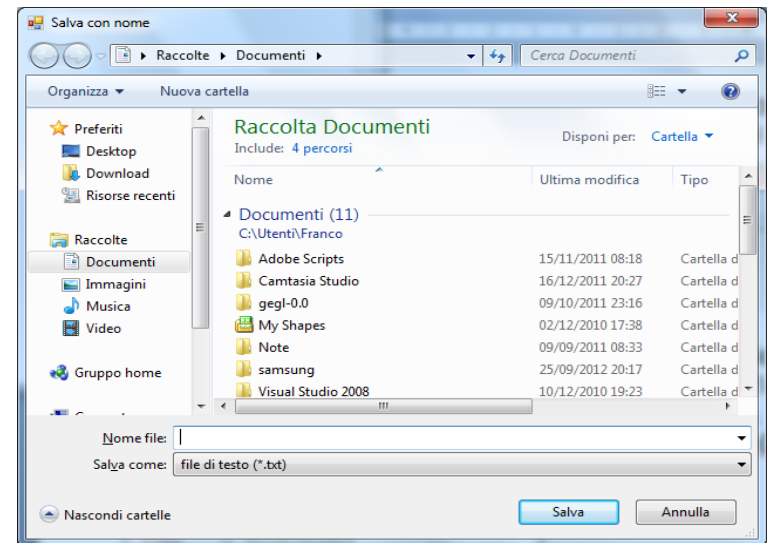 Salva con nome
Raccolte Documenti Cerca Documenti
Organizza Nuova cartella
Preferiti
Desktop
Download
Risorse recenti
Raccolte
Documenti
Immagini
Musica
Video
Gruppo home
Raccolta Documenti
Include: 4 percorsi
Disponi per: Cartella
Nome Ultima modifica Tipo
Documenti (11)
C:\Utenti\Franco
Adobe Scripts 15/11/2011 08:18 Cartella d
Camtasia Studio 16/12/2011 20:27 Cartella d
gegl-0.0 09/10/2011 23:16 Cartella d
My Shapes 02/12/2010 17:38 Cartella d
Note 09/09/2011 08:33 Cartella d
samsung 25/09/2012 20:17 Cartella d
Visual Studio 2008 10/12/2010 19:23 Cartella d
Nome file:
Salva come: file di testo (*.txt)
Nascondi cartelle Salva Annulla